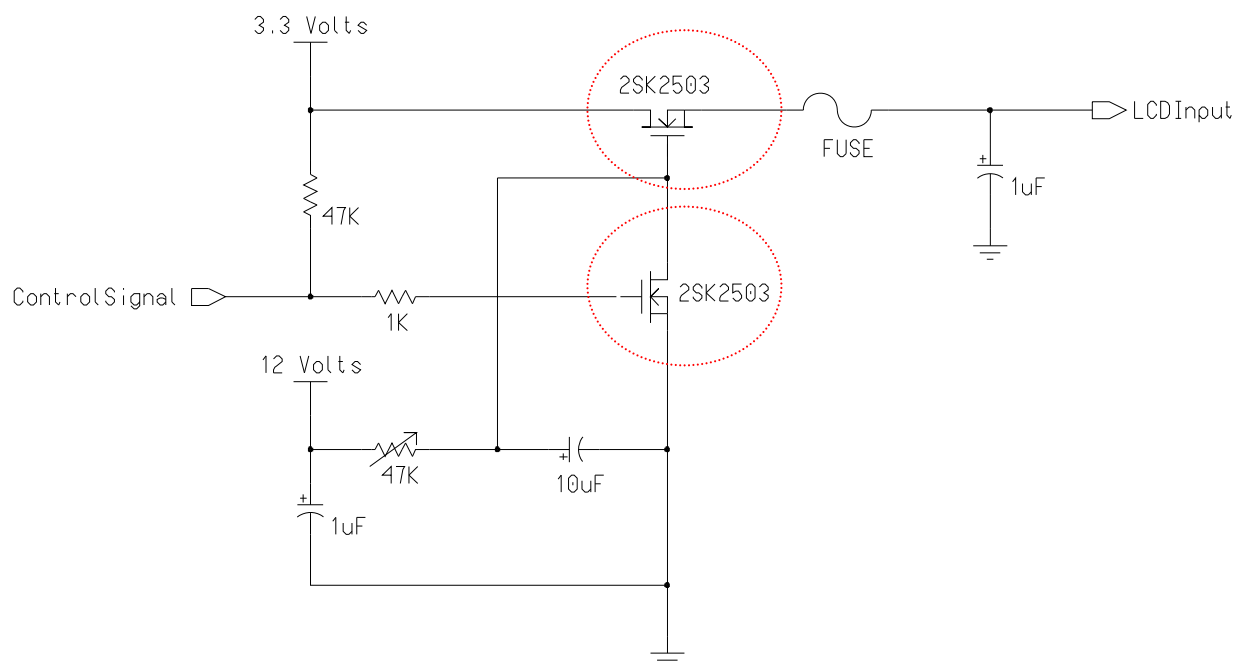 3.3 Volts
2SK2503
LCDInput
FUSE
+
1uF
47K
ControlSignal
1K
2SK2503
12 Volts
47K
+
10uF
+
1uF